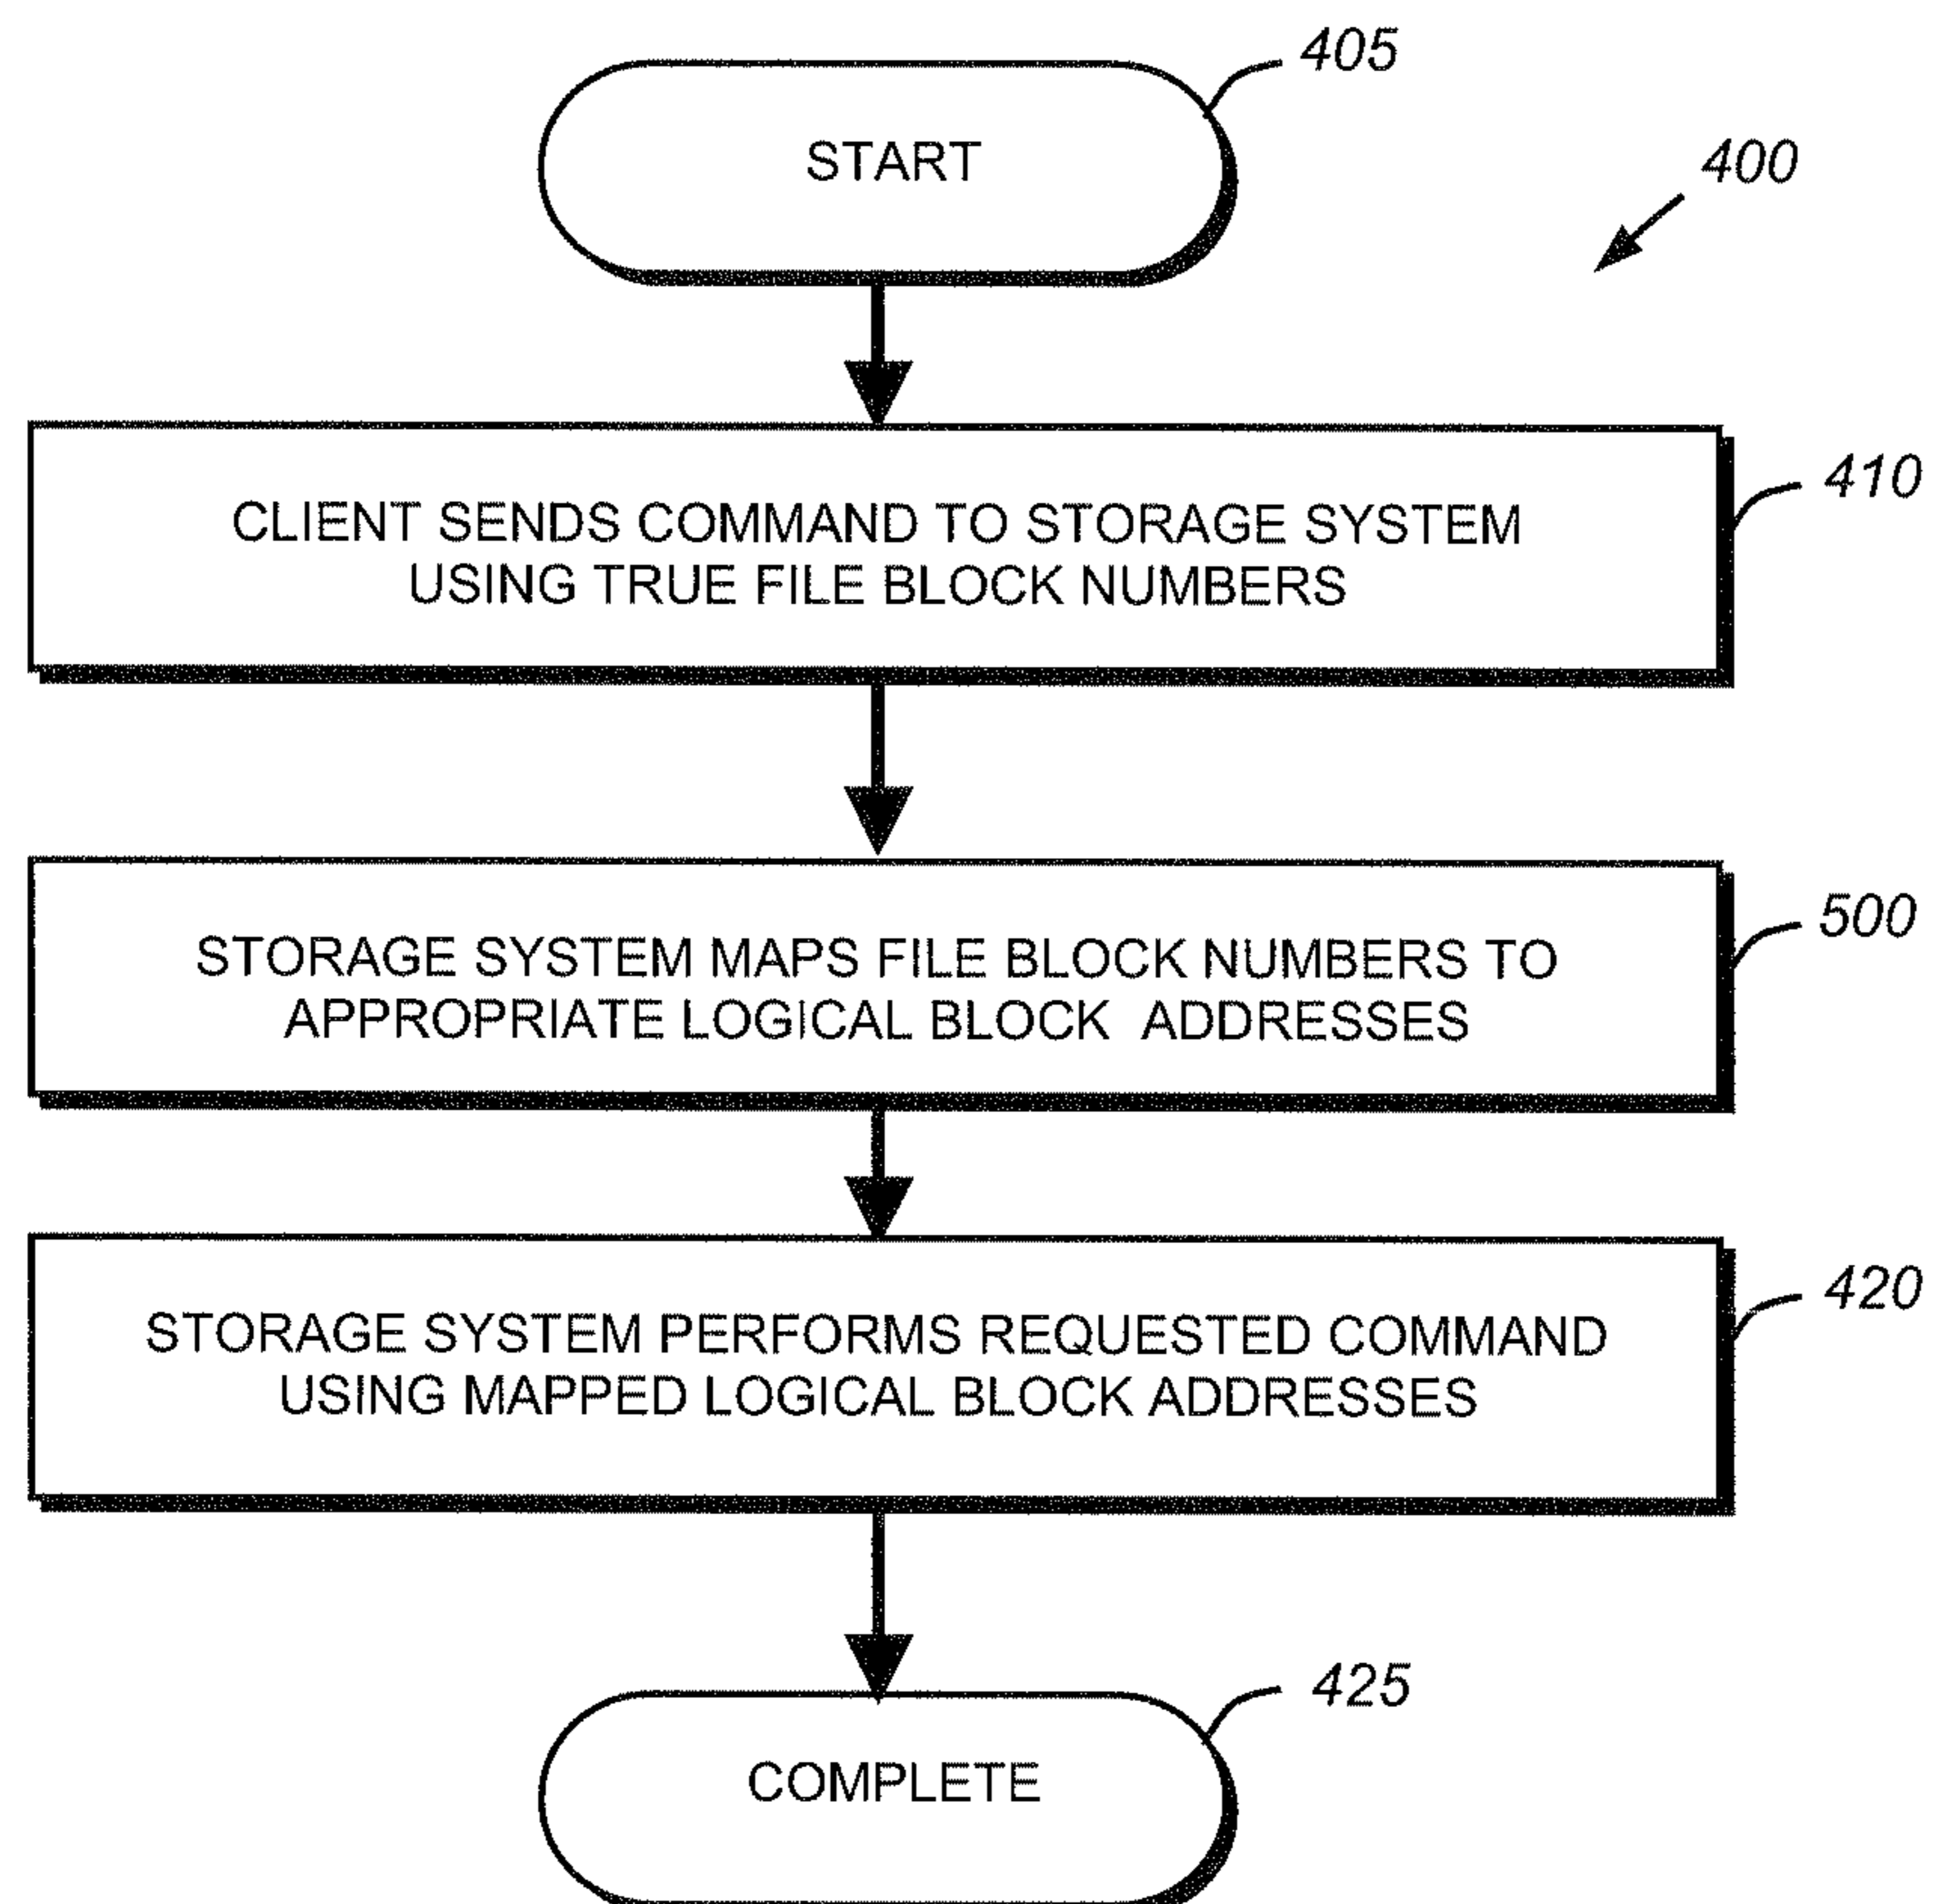 405
START
400
CLIENT SENDS COMMAND TO STORAGE SYSTEM
USING TRUE FILE BLOCK NUMBERS
410
STORAGE SYSTEM MAPS FILE BLOCK NUMBERS TO
APPROPRIATE LOGICAL BLOCK ADDRESSES
500
STORAGE SYSTEM PERFORMS REQUESTED COMMAND
USING MAPPED LOGICAL BLOCK ADDRESSES
420
425
COMPLETE